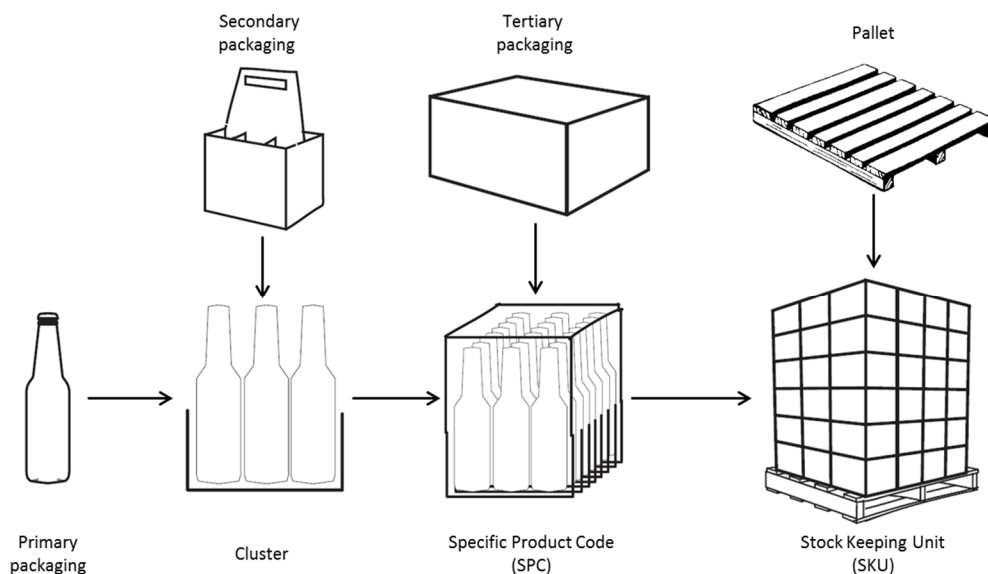 Secondary
packaging
Tertiary
packaging
Pallet
Primary
packaging
Cluster
Specific Product Code
(SPC)
Stock Keeping Unit
(SKU)